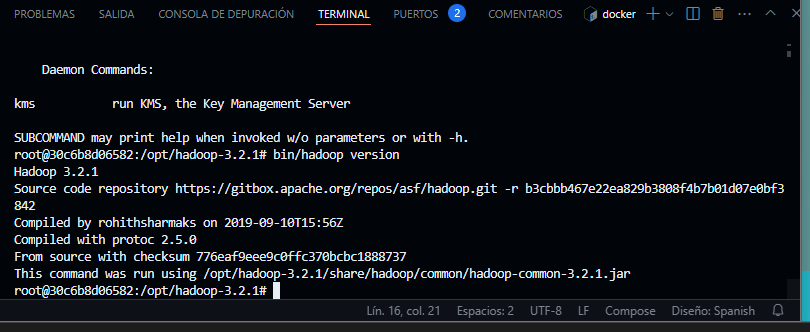 PROBLEMAS SALIDA CONSOLA DE DEPURACIÓN TERMINAL PUERTOS 2 COMENTARIOS docker
Daemon Commands:
kms run KMS, the Key Management Server
SUBCOMMAND may print help when invoked w/o parameters or with -h.
root@30c6b8d06582:/opt/hadoop-3.2.1# bin/hadoop version
Hadoop 3.2.1
Source code repository https://gitbox.apache.org/repos/asf/hadoop.git -r b3cbbb467e22ea829b3808f4b7b01d07e0bf3
842
Compiled by rohithsharmaks on 2019-09-10T15:56Z
Compiled with protoc 2.5.0
From source with checksum 776eaf9eee9c0ffc370bcbc1888737
This command was run using /opt/hadoop-3.2.1/share/hadoop/common/hadoop-common-3.2.1.jar
root@30c6b8d06582:/opt/hadoop-3.2.1#
Lín. 16, col. 21 Espacios: 2 UTF-8 LF Compose Diseño: Spanish